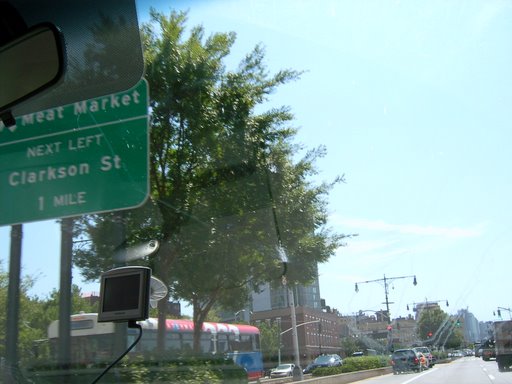 Meat Market
NEXT LEFT
Clarkson St
1 MILE